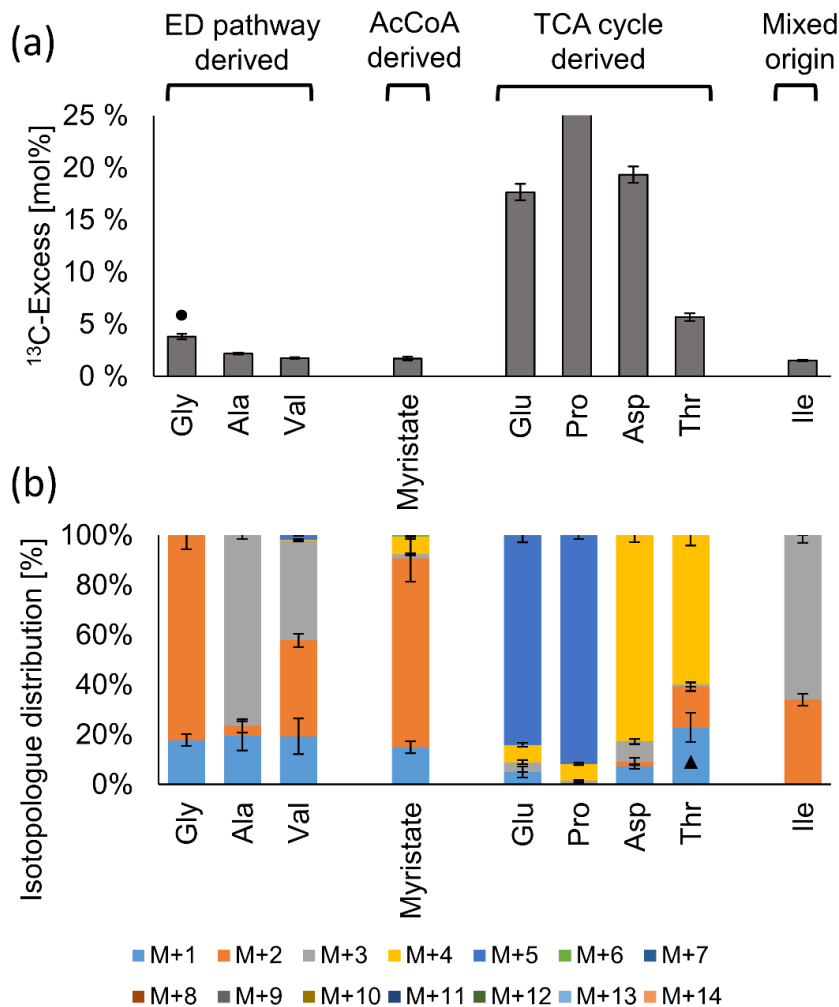 (a)
ED pathway derived
AcCoA derived
TCA cycle derived
Mixed origin
¹³C-Excess [mol%]
25 %
20 %
15 %
10 %
5 %
0 %
Gly
Ala
Val
Myristate
Glu
Pro
Asp
Thr
Ile
(b)
Isotopologue distribution [%]
100%
80%
60%
40%
20%
0%
Gly
Ala
Val
Myristate
Glu
Pro
Asp
Thr
Ile
M+1 M+2 M+3 M+4 M+5 M+6 M+7
M+8 M+9 M+10 M+11 M+12 M+13 M+14